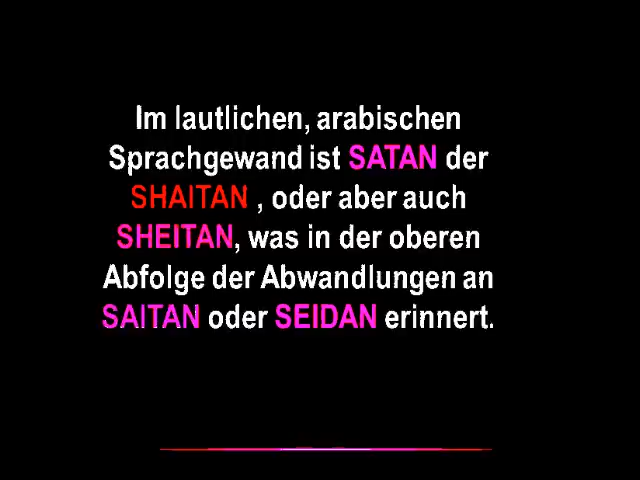 Im lautlichen, arabischen
Sprachgewand ist SATAN der
SHAITAN , oder aber auch
SHEITAN, was in der oberen
Abfolge der Abwandlungen an
SAITAN oder SEIDAN erinnert.